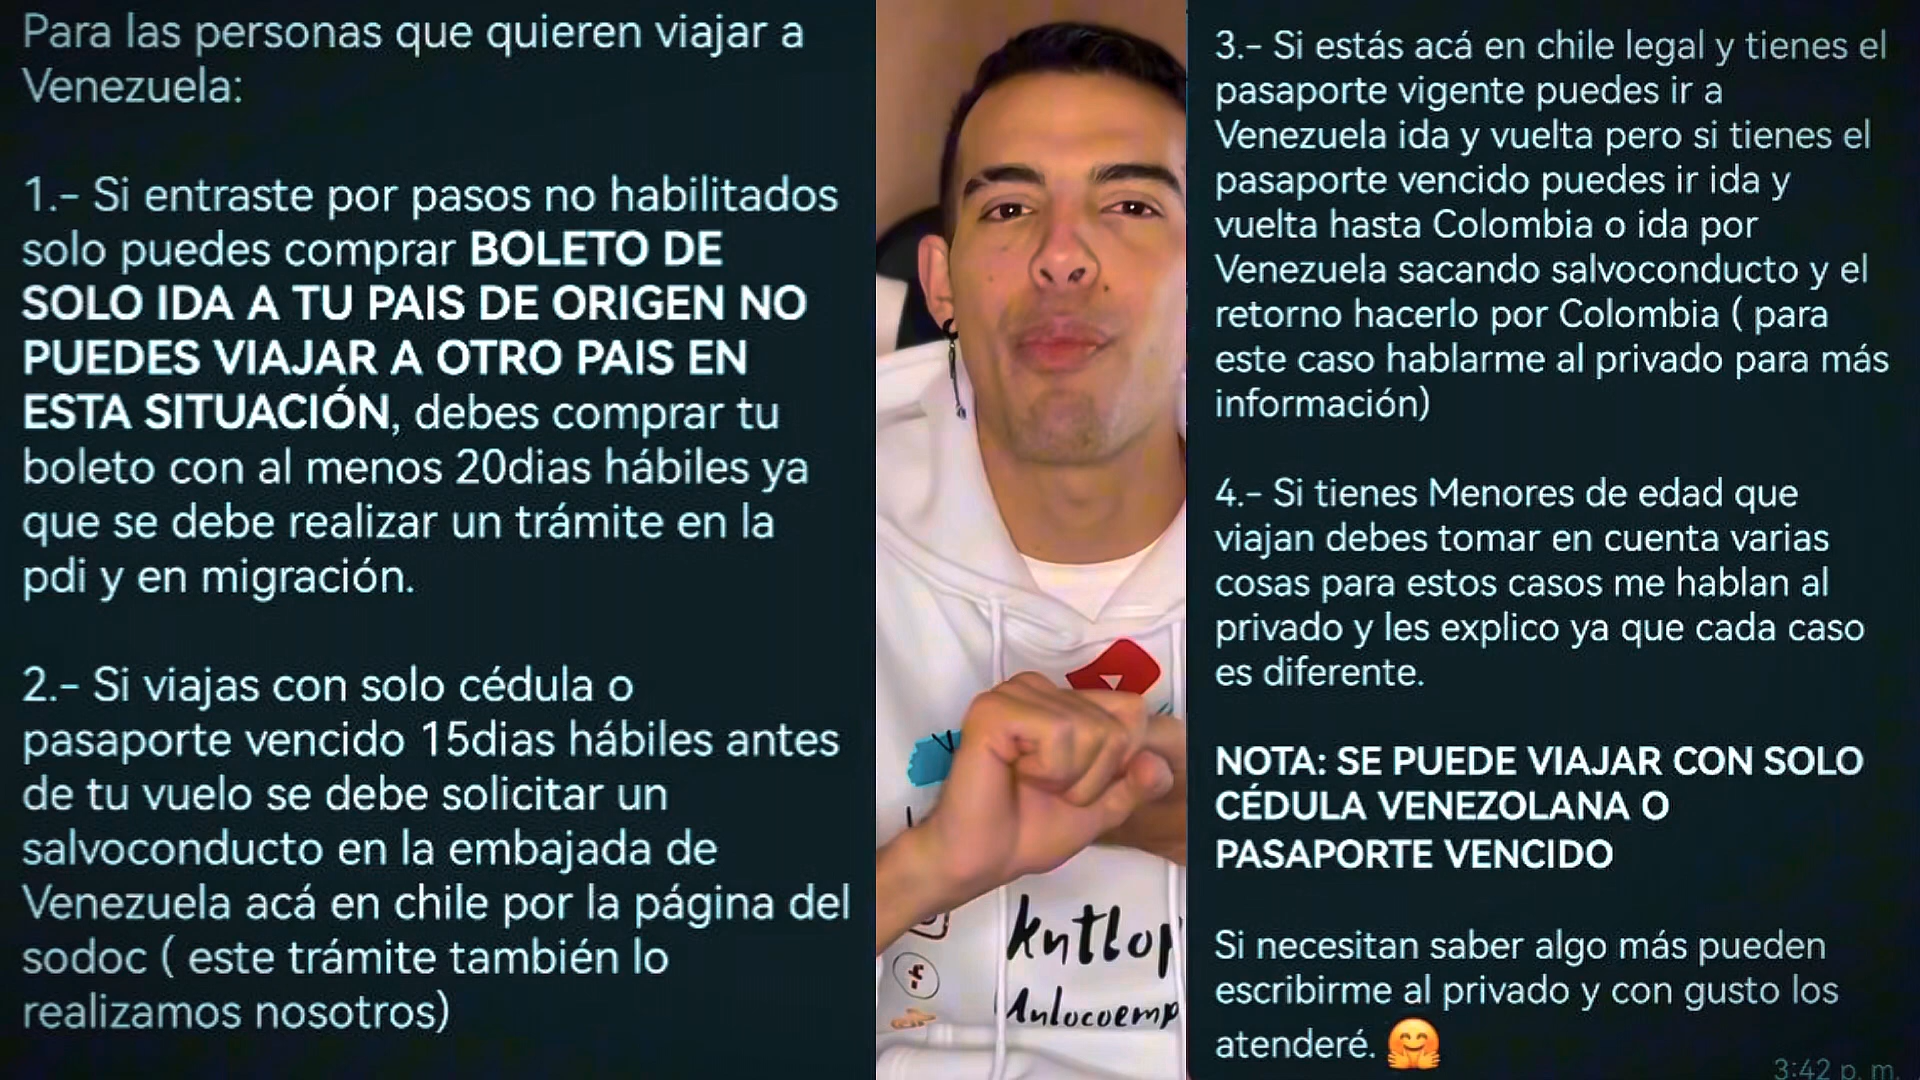 Para las personas que quieren viajar a
Venezuela:
1.- Si entraste por pasos no habilitados
solo puedes comprar BOLETO DE
SOLO IDA A TU PAIS DE ORIGEN NO
PUEDES VIAJAR A OTRO PAIS EN
ESTA SITUACIÓN, debes comprar tu
boleto con al menos 20dias hábiles ya
que se debe realizar un trámite en la
pdi y en migración.
2.- Si viajas con solo cédula o
pasaporte vencido 15dias hábiles antes
de tu vuelo se debe solicitar un
salvoconducto en la embajada de
Venezuela acá en chile por la página del
sodoc ( este trámite también lo
realizamos nosotros)
kntlop
Anlocoemp
3.- Si estás acá en chile legal y tienes el
pasaporte vigente puedes ir a
Venezuela ida y vuelta pero si tienes el
pasaporte vencido puedes ir ida y
vuelta hasta Colombia o ida por
Venezuela sacando salvoconducto y el
retorno hacerlo por Colombia ( para
este caso hablarme al privado para más
información)
4.- Si tienes Menores de edad que
viajan debes tomar en cuenta varias
cosas para estos casos me hablan al
privado y les explico ya que cada caso
es diferente.
NOTA: SE PUEDE VIAJAR CON SOLO
CÉDULA VENEZOLANA O
PASAPORTE VENCIDO
Si necesitan saber algo más pueden
escribirme al privado y con gusto los
atenderé. 🤗
3:42 p. m.